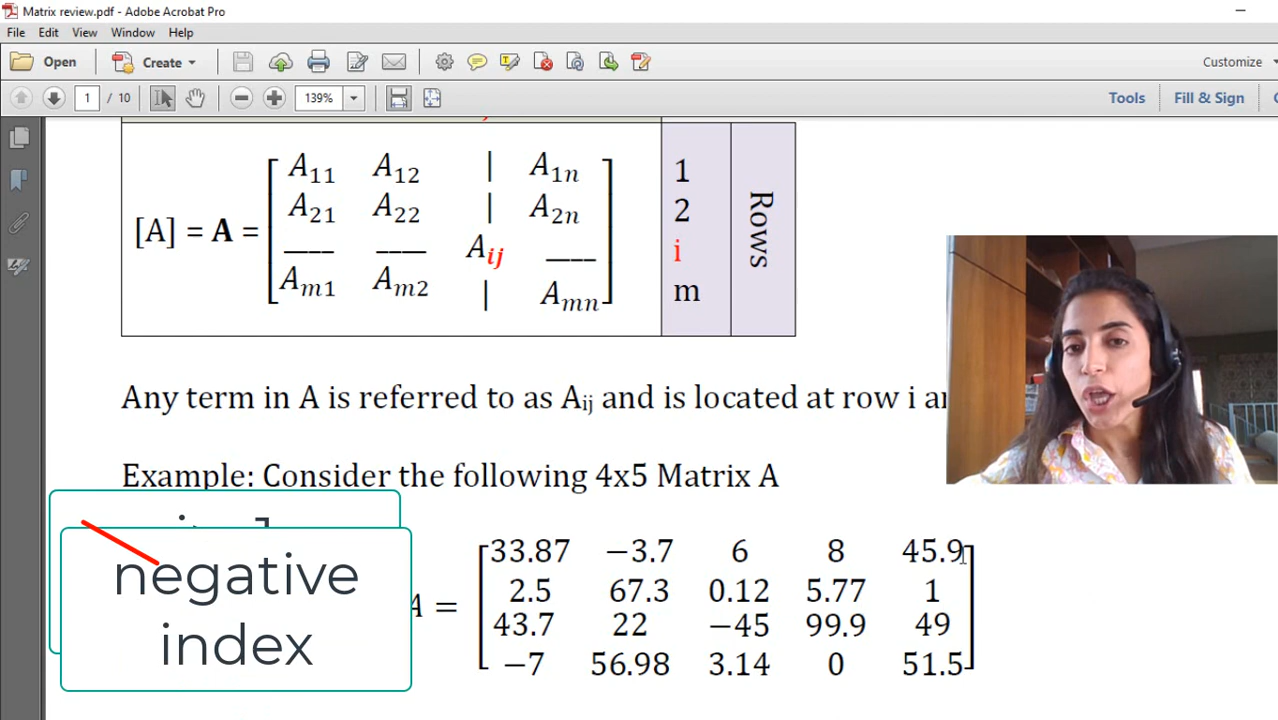 Matrix review.pdf - Adobe Acrobat Pro
File Edit View Window Help
Open Create Customize
1 / 10 139% Tools Fill & Sign
[A] = A =
A11 A12 | A1n
A21 A22 | A2n
___ ___ Aij ___
Am1 Am2 | Amn
1
2
i
m
Rows
Any term in A is referred to as Aij and is located at row i
Example: Consider the following 4x5 Matrix A
A =
33.87 −3.7 6 8 45.9
2.5 67.3 0.12 5.77 1
43.7 22 −45 99.9 49
−7 56.98 3.14 0 51.5
negative
index